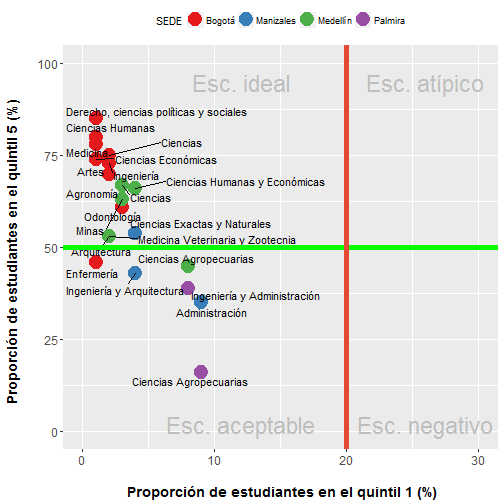 SEDE Bogotá Manizales Medellín Palmira
Proporción de estudiantes en el quintil 5 (%)
100
75
50
25
0
Esc. ideal
Esc. atípico
Derecho, ciencias políticas y sociales
Ciencias Humanas
Ciencias
Medicina
Ciencias Económicas
Artes
Ingeniería
Ciencias Humanas y Económicas
Agronomía
Ciencias
Odontología
Ciencias Exactas y Naturales
Minas
Medicina Veterinaria y Zootecnia
Arquitectura
Ciencias Agropecuarias
Enfermería
Ingeniería y Arquitectura
Ingeniería y Administración
Administración
Ciencias Agropecuarias
Esc. aceptable
Esc. negativo
0
10
20
30
Proporción de estudiantes en el quintil 1 (%)